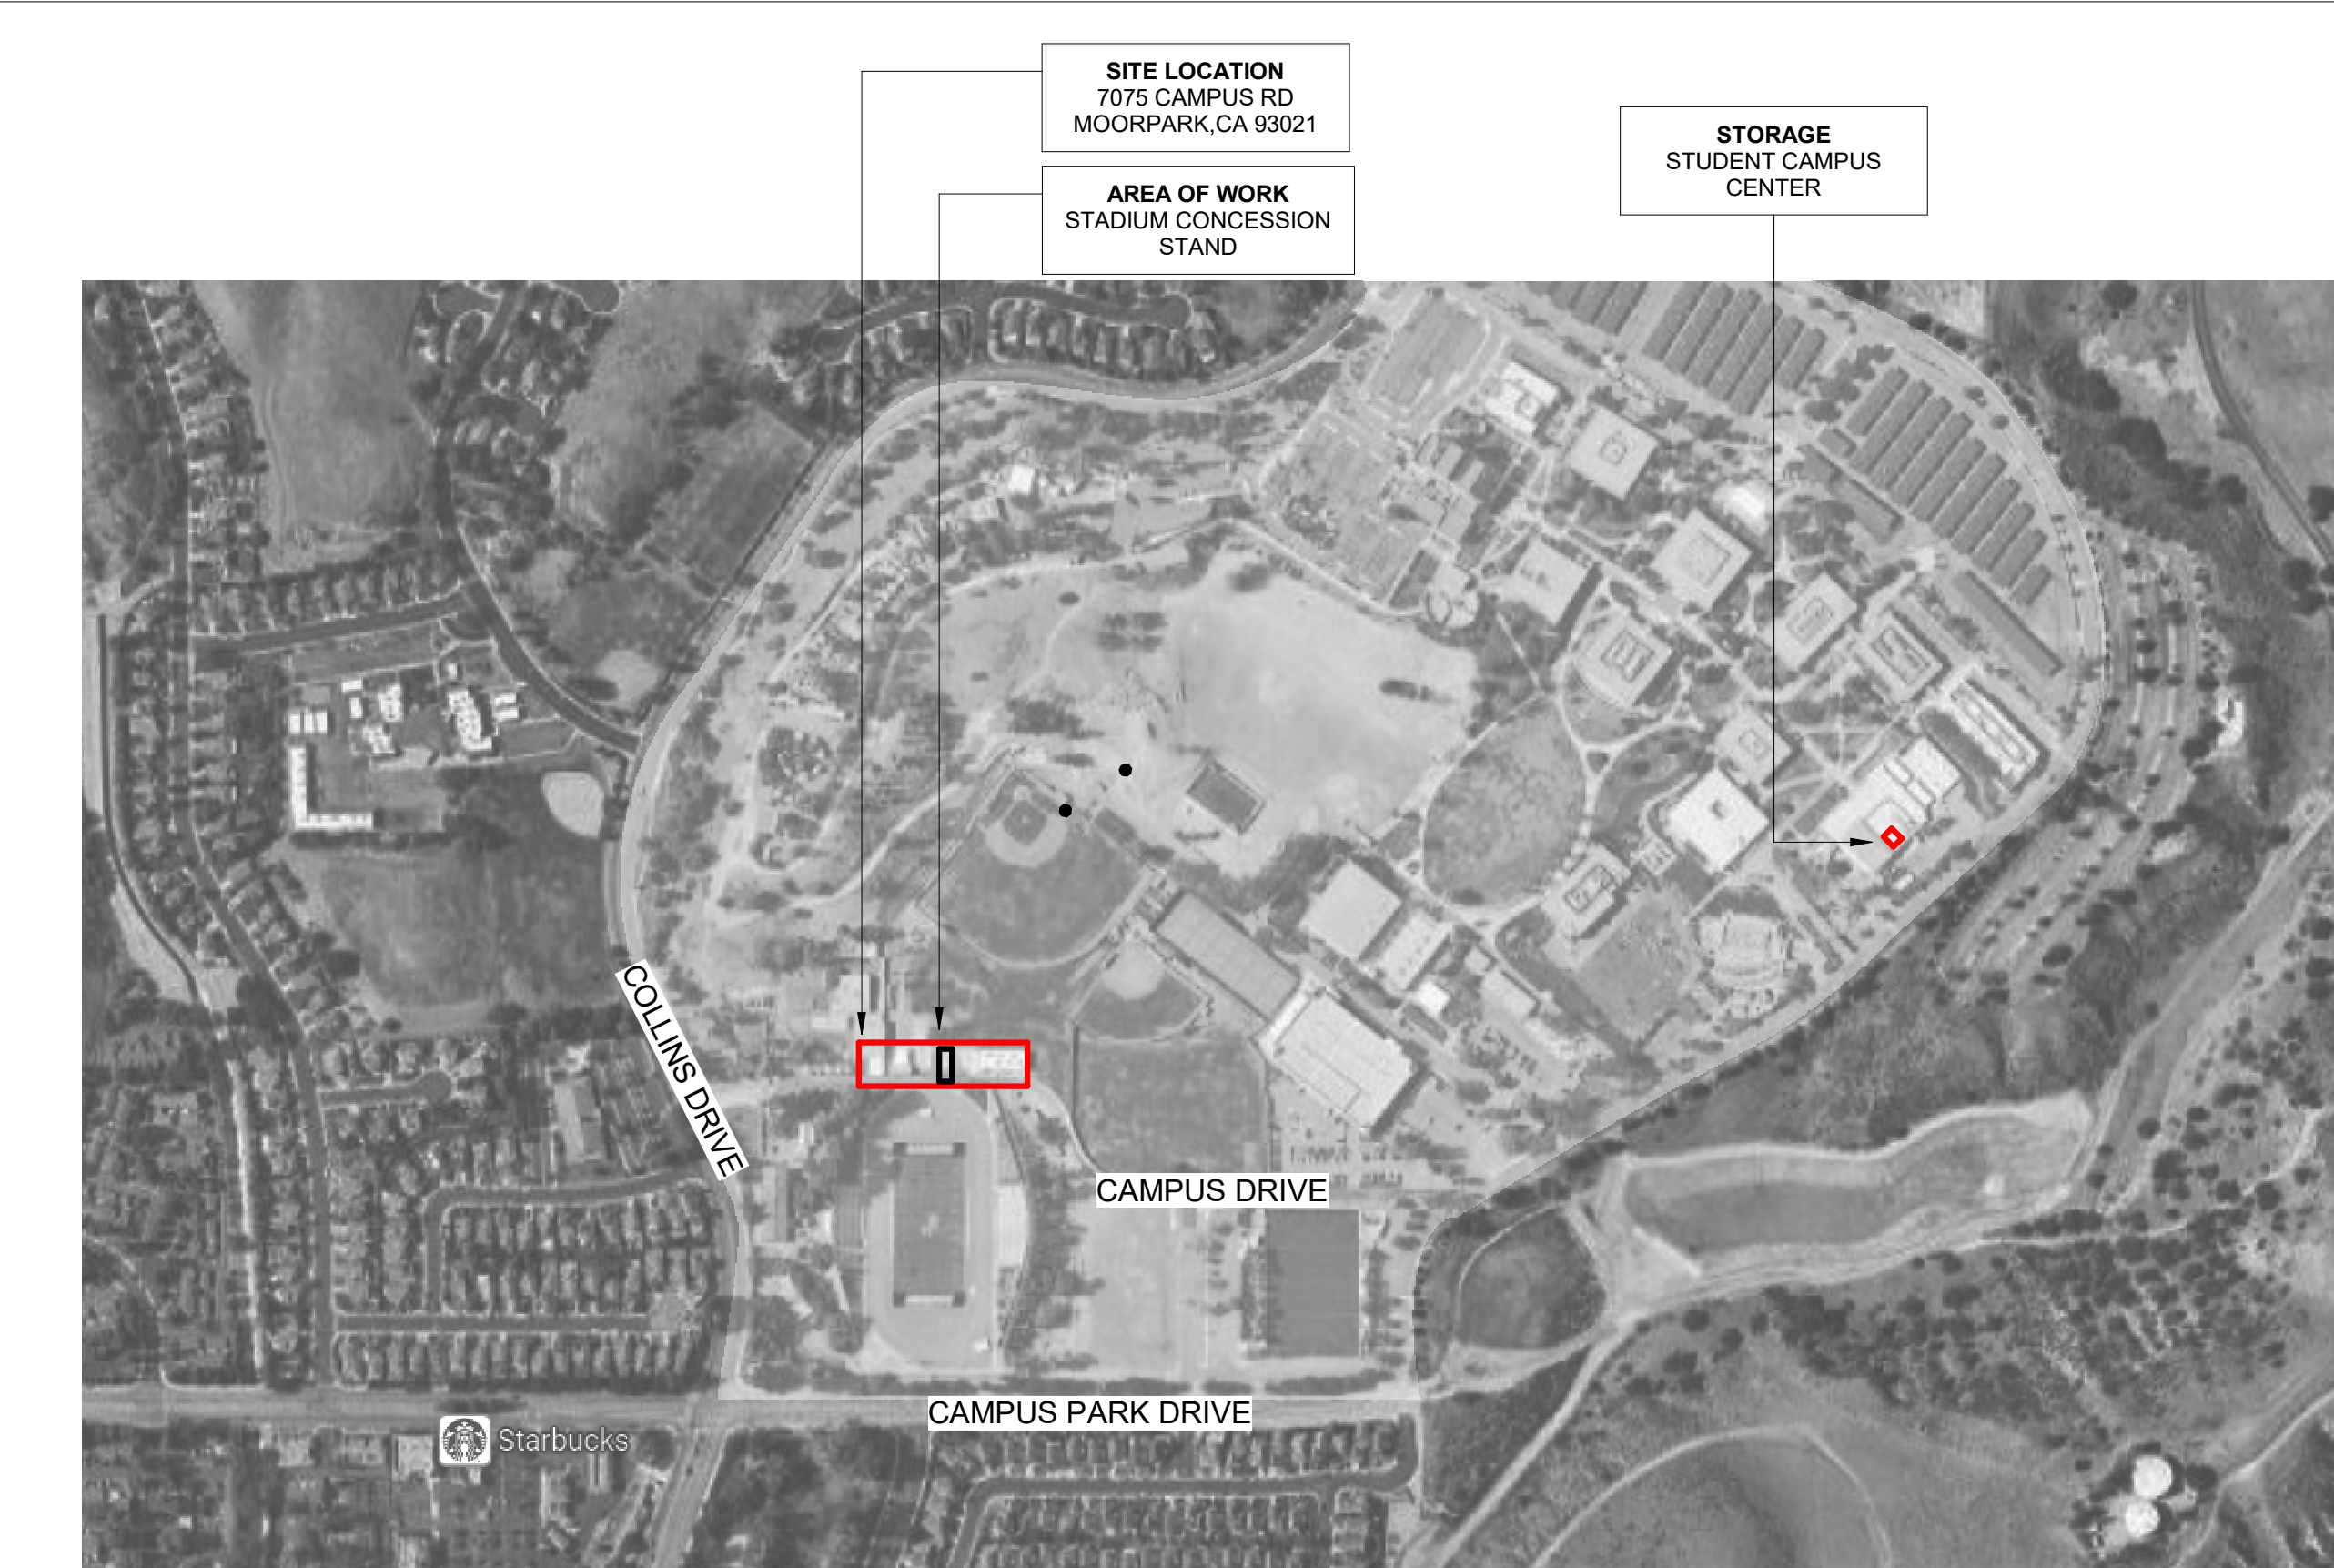 SITE LOCATION
7075 CAMPUS RD
MOORPARK,CA 93021
AREA OF WORK
STADIUM CONCESSION
STAND
STORAGE
STUDENT CAMPUS
CENTER
COLLINS DRIVE
CAMPUS DRIVE
CAMPUS PARK DRIVE
Starbucks